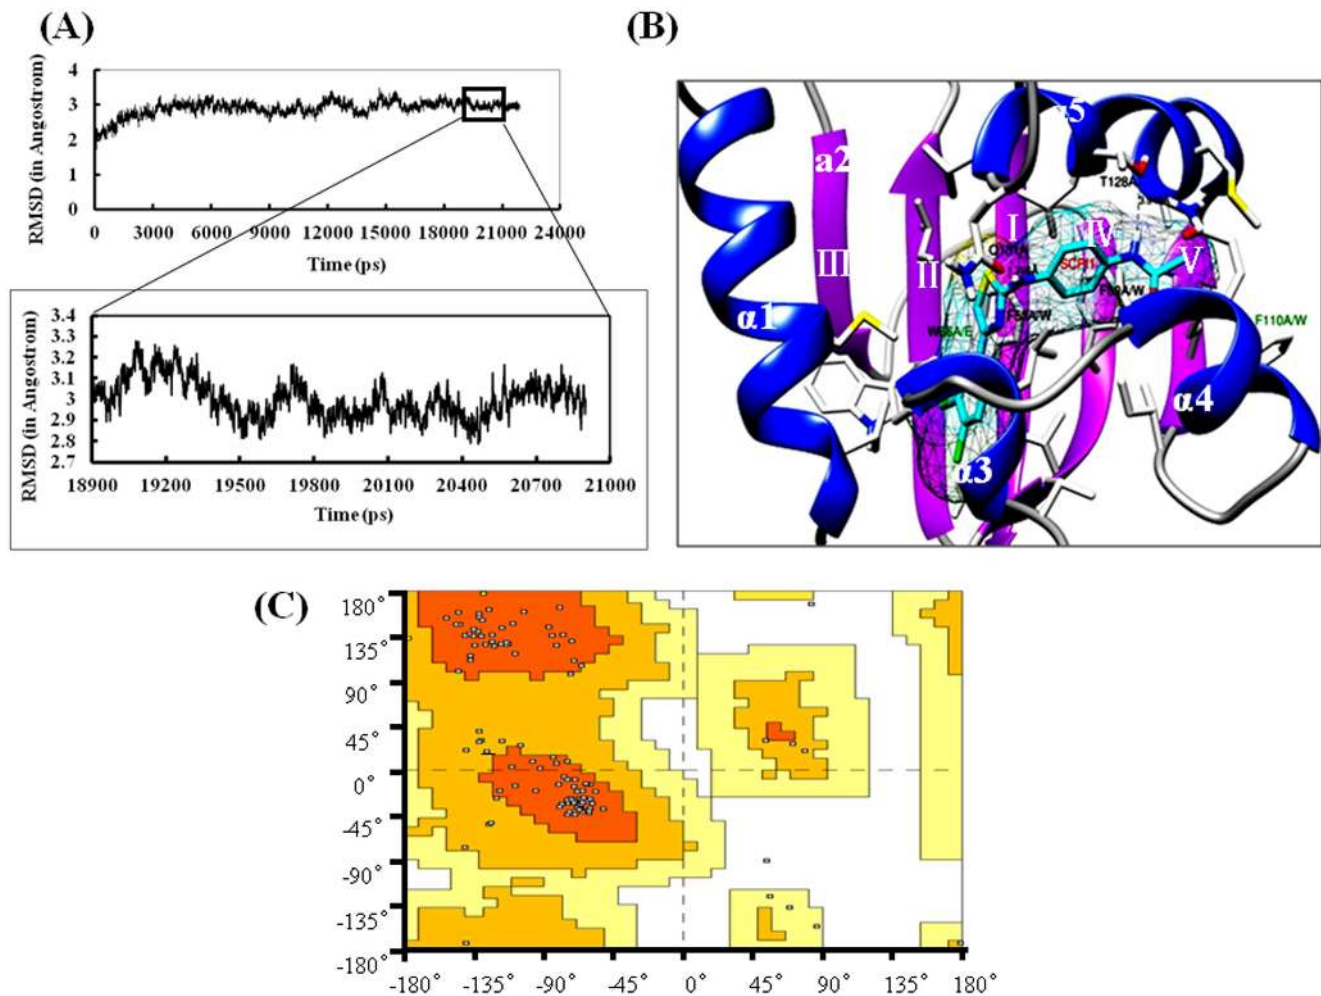 (A)
RMSD (in Angostrom)
4
3
2
1
0
0 3000 6000 9000 12000 15000 18000 21000 24000
Time (ps)
RMSD (in Angostrom)
3.4
3.3
3.2
3.1
3
2.9
2.8
2.7
18900 19200 19500 19800 20100 20400 20700 21000
Time (ps)
(B)
a2
T128A
I
IV
V
III
II
SCFI1
F110A/W
α1
α4
α3
(C)
180°
135°
90°
45°
0°
-45°
-90°
-135°
-180°
-180° -135° -90° -45° 0° 45° 90° 135° 180°